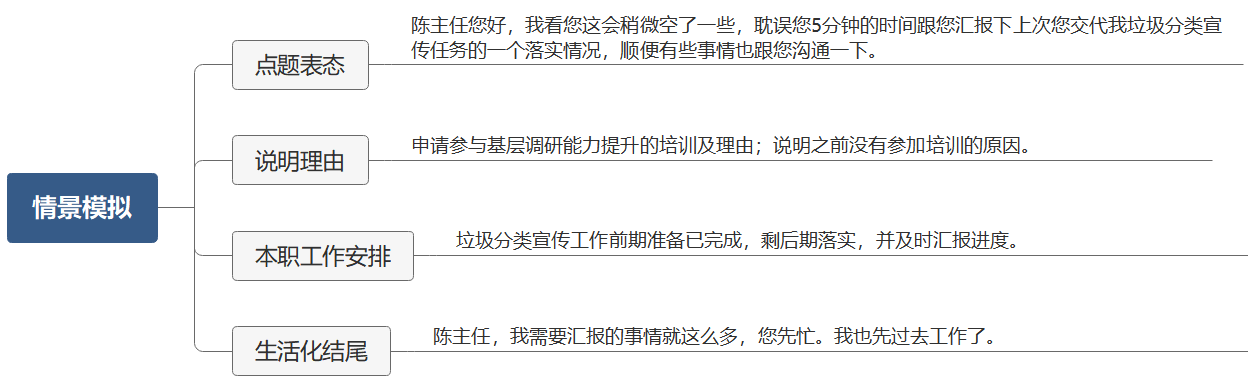 情景模拟
点题表态
陈主任您好，我看您这会稍微空了一些，耽误您5分钟的时间跟您汇报下上次您交代我垃圾分类宣
传任务的一个落实情况，顺便有些事情也跟您沟通一下。
说明理由
申请参与基层调研能力提升的培训及理由；说明之前没有参加培训的原因。
本职工作安排
垃圾分类宣传工作前期准备已完成，剩后期落实，并及时汇报进度。
生活化结尾
陈主任，我需要汇报的事情就这么多，您先忙。我也先过去工作了。